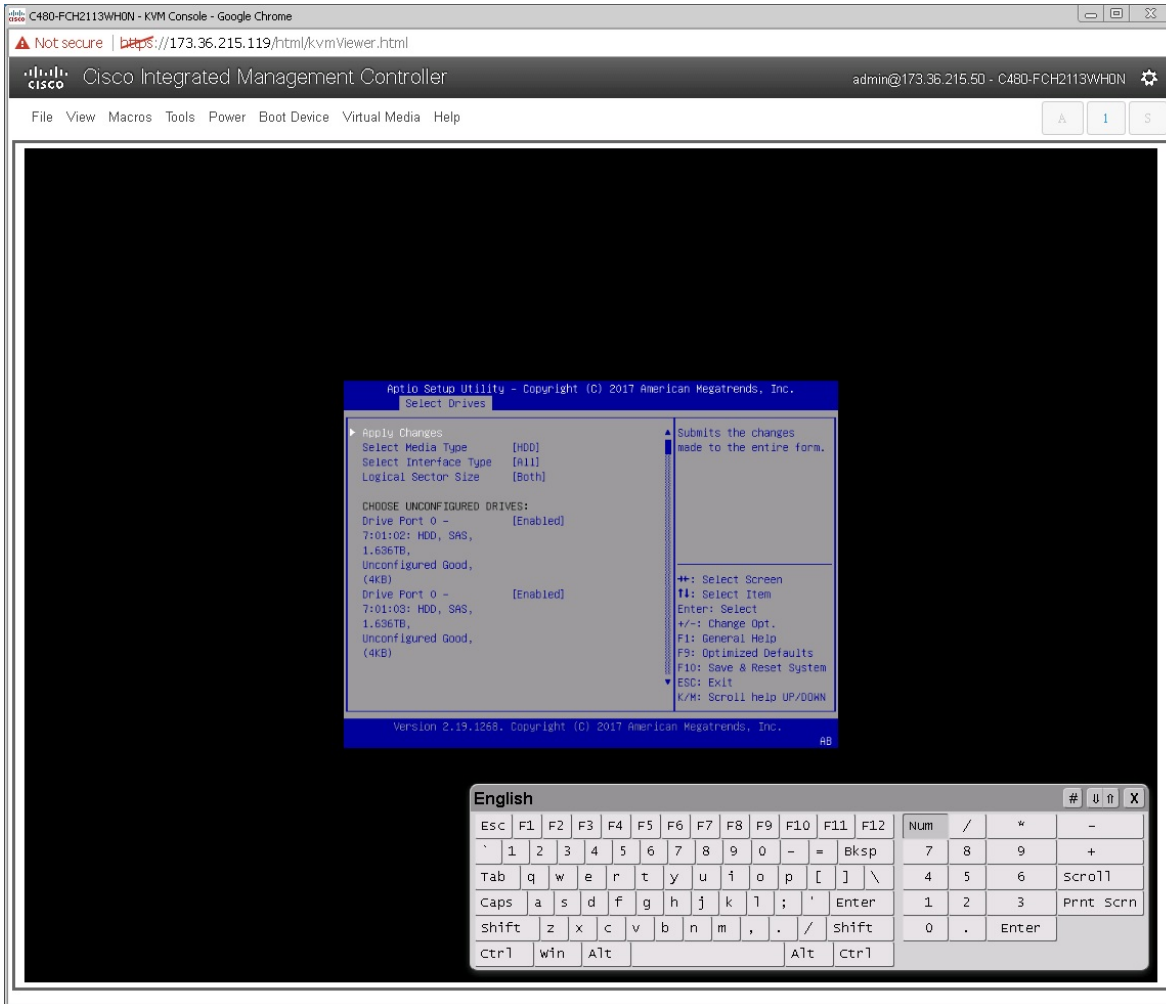 C480-FCH2113WH0N - KVM Console - Google Chrome
Not secure | https://173.36.215.119/html/kvmViewer.html
CISCO Cisco Integrated Management Controller admin@173.36.215.50 - C480-FCH2113WH0N
File View Macros Tools Power Boot Device Virtual Media Help A 1 S
Aptio Setup Utility – Copyright (C) 2017 American Megatrends, Inc.
Select Drives
Apply Changes
Select Media Type [HDD]
Select Interface Type [All]
Logical Sector Size [Both]
CHOOSE UNCONFIGURED DRIVES:
Drive Port 0 – [Enabled]
7:01:02: HDD, SAS,
1.636TB,
Unconfigured Good,
(4KB)
Drive Port 0 – [Enabled]
7:01:03: HDD, SAS,
1.636TB,
Unconfigured Good,
(4KB)
Submits the changes
made to the entire form.
→←: Select Screen
↑↓: Select Item
Enter: Select
+/-: Change Opt.
F1: General Help
F9: Optimized Defaults
F10: Save & Reset System
ESC: Exit
K/M: Scroll help UP/DOWN
Version 2.19.1268. Copyright (C) 2017 American Megatrends, Inc.
AB
English # ⇓⇑ X
Esc F1 F2 F3 F4 F5 F6 F7 F8 F9 F10 F11 F12 Num / * -
` 1 2 3 4 5 6 7 8 9 0 - = Bksp 7 8 9 +
Tab q w e r t y u i o p [ ] \ 4 5 6 Scroll
Caps a s d f g h j k l ; ' Enter 1 2 3 Prnt Scrn
Shift z x c v b n m , . / Shift 0 . Enter
Ctrl Win Alt Alt Ctrl